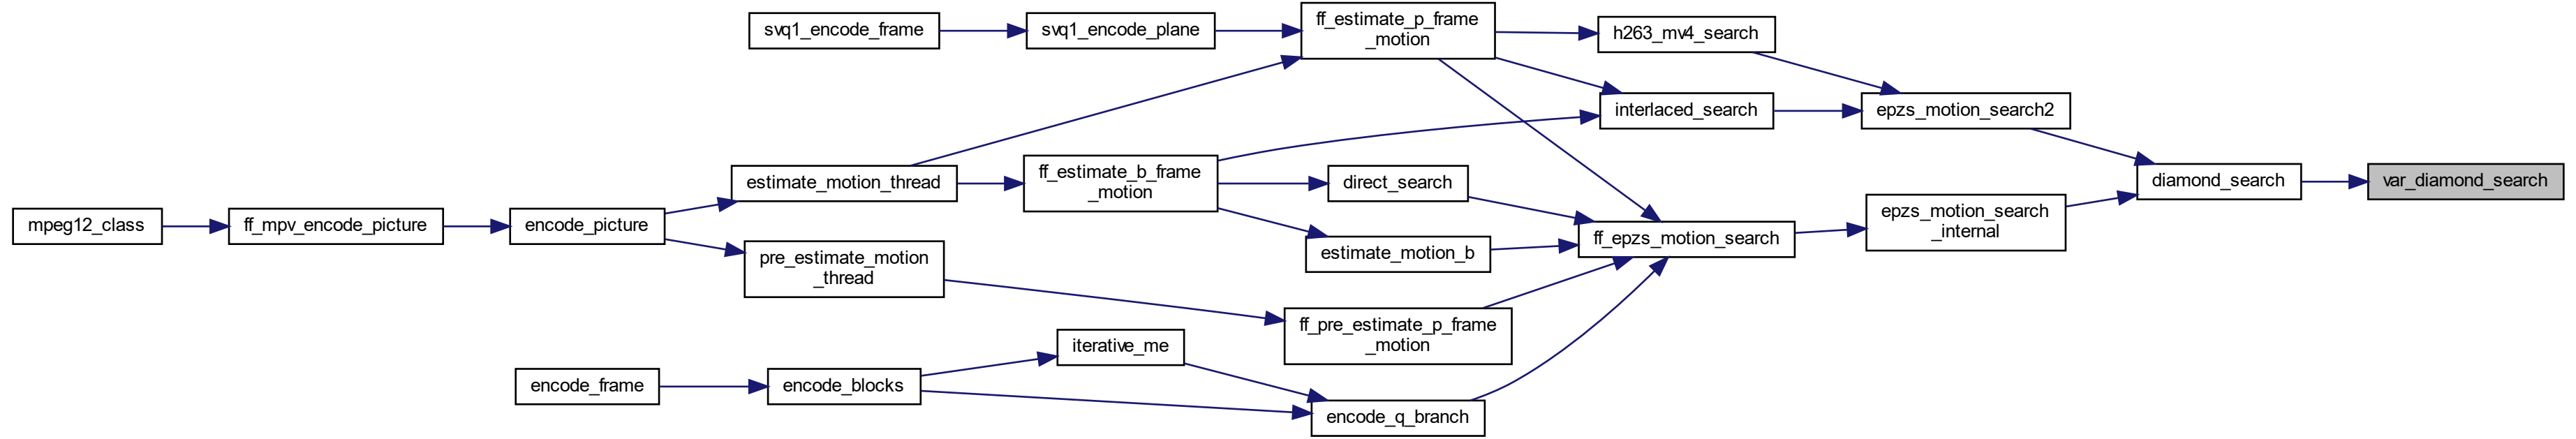 svq1_encode_frame
svq1_encode_plane
ff_estimate_p_frame
_motion
h263_mv4_search
interlaced_search
epzs_motion_search2
estimate_motion_thread
ff_estimate_b_frame
_motion
direct_search
diamond_search
var_diamond_search
mpeg12_class
ff_mpv_encode_picture
encode_picture
pre_estimate_motion
_thread
estimate_motion_b
ff_epzs_motion_search
epzs_motion_search
_internal
ff_pre_estimate_p_frame
_motion
iterative_me
encode_frame
encode_blocks
encode_q_branch